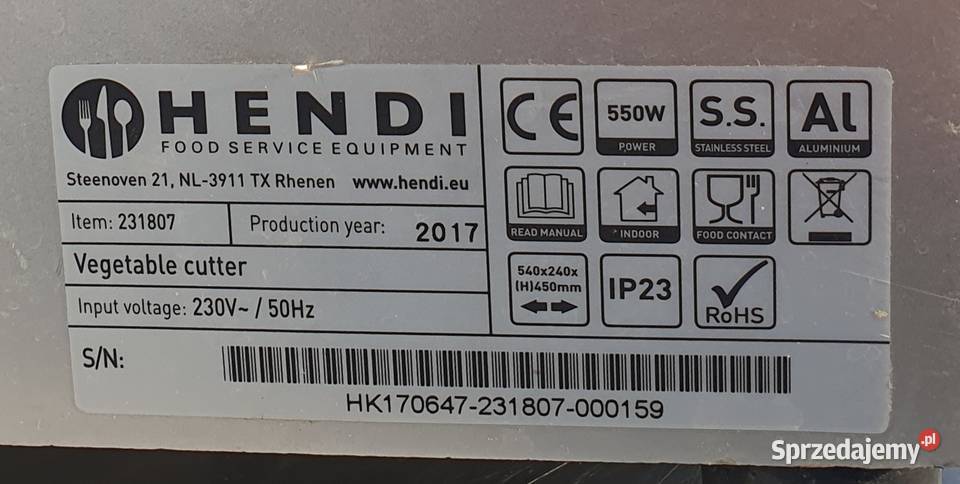 HENDI
FOOD SERVICE EQUIPMENT
Steenoven 21, NL-3911 TX Rhenen www.hendi.eu
Item: 231807
Production year: 2017
Vegetable cutter
Input voltage: 230V~ / 50Hz
CE
550W
POWER
S.S.
STAINLESS STEEL
Al
ALUMINIUM
READ MANUAL
* INDOOR
FOOD CONTACT
540x240x
(H)450mm
IP23
RoHS
S/N:
HK170647-231807-000159
Sprzedajemy.pl